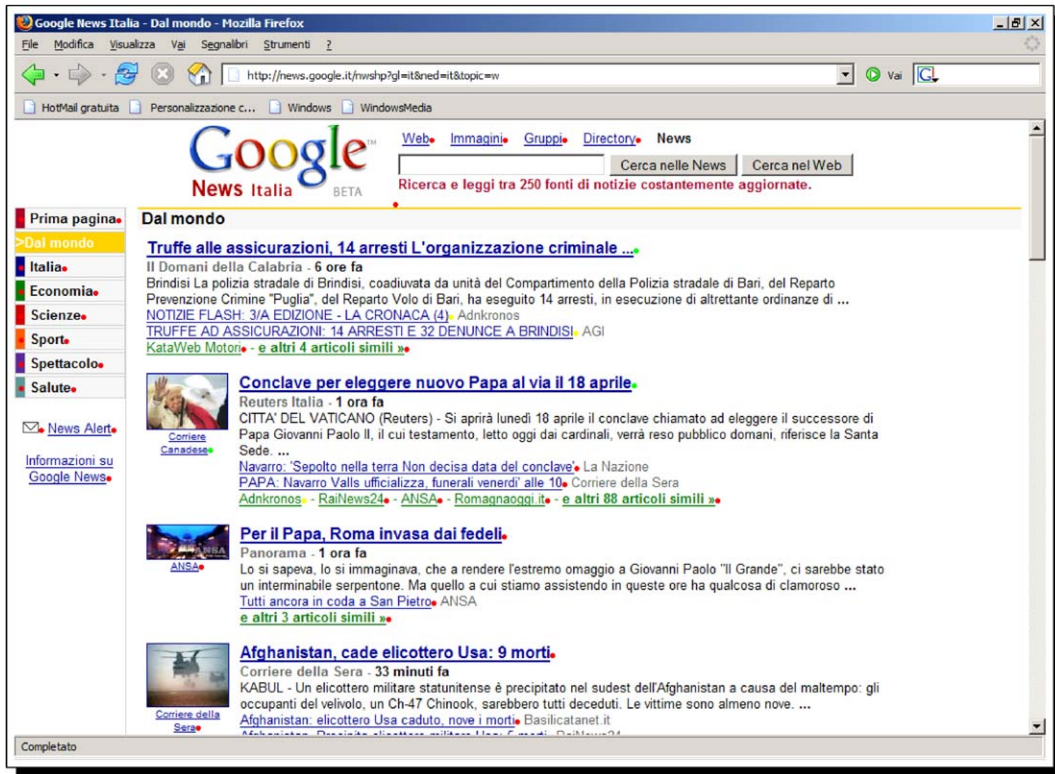 Google News Italia - Dal mondo - Mozilla Firefox
File Modifica Visualizza Vai Segnalibri Strumenti ?
http://news.google.it/nwshp?gl=it&ned=it&topic=w
Vai
HotMail gratuita Personalizzazione c... Windows WindowsMedia
Google™
News Italia BETA
Web Immagini Gruppi Directory News
Cerca nelle News Cerca nel Web
Ricerca e leggi tra 250 fonti di notizie costantemente aggiornate.
Prima pagina
>Dal mondo
Italia
Economia
Scienze
Sport
Spettacolo
Salute
News Alert
Informazioni su
Google News
Dal mondo
Truffe alle assicurazioni, 14 arresti L'organizzazione criminale ...
Il Domani della Calabria - 6 ore fa
Brindisi La polizia stradale di Brindisi, coadiuvata da unità del Compartimento della Polizia stradale di Bari, del Reparto
Prevenzione Crimine "Puglia", del Reparto Volo di Bari, ha eseguito 14 arresti, in esecuzione di altrettante ordinanze di ...
NOTIZIE FLASH: 3/A EDIZIONE - LA CRONACA (4) Adnkronos
TRUFFE AD ASSICURAZIONI: 14 ARRESTI E 32 DENUNCE A BRINDISI AGI
KataWeb Motori - e altri 4 articoli simili »
Corriere
Canadese
Conclave per eleggere nuovo Papa al via il 18 aprile
Reuters Italia - 1 ora fa
CITTA' DEL VATICANO (Reuters) - Si aprirà lunedì 18 aprile il conclave chiamato ad eleggere il successore di
Papa Giovanni Paolo II, il cui testamento, letto oggi dai cardinali, verrà reso pubblico domani, riferisce la Santa
Sede. ...
Navarro: 'Sepolto nella terra Non decisa data del conclave' La Nazione
PAPA: Navarro Valls ufficializza, funerali venerdi' alle 10 Corriere della Sera
Adnkronos - RaiNews24 - ANSA - Romagnaoggi.it - e altri 88 articoli simili »
ANSA
ANSA
Per il Papa, Roma invasa dai fedeli
Panorama - 1 ora fa
Lo si sapeva, lo si immaginava, che a rendere l'estremo omaggio a Giovanni Paolo "Il Grande", ci sarebbe stato
un interminabile serpentone. Ma quello a cui stiamo assistendo in queste ore ha qualcosa di clamoroso ...
Tutti ancora in coda a San Pietro ANSA
e altri 3 articoli simili »
Corriere della
Sera
Afghanistan, cade elicottero Usa: 9 morti
Corriere della Sera - 33 minuti fa
KABUL - Un elicottero militare statunitense è precipitato nel sudest dell'Afghanistan a causa del maltempo: gli
occupanti del velivolo, un Ch-47 Chinook, sarebbero tutti deceduti. Le vittime sono almeno nove. ...
Afghanistan: elicottero Usa caduto, nove i morti Basilicatanet.it
Afghanistan: Precipita elicottero militare Usa: 5 morti RaiNews24
Completato